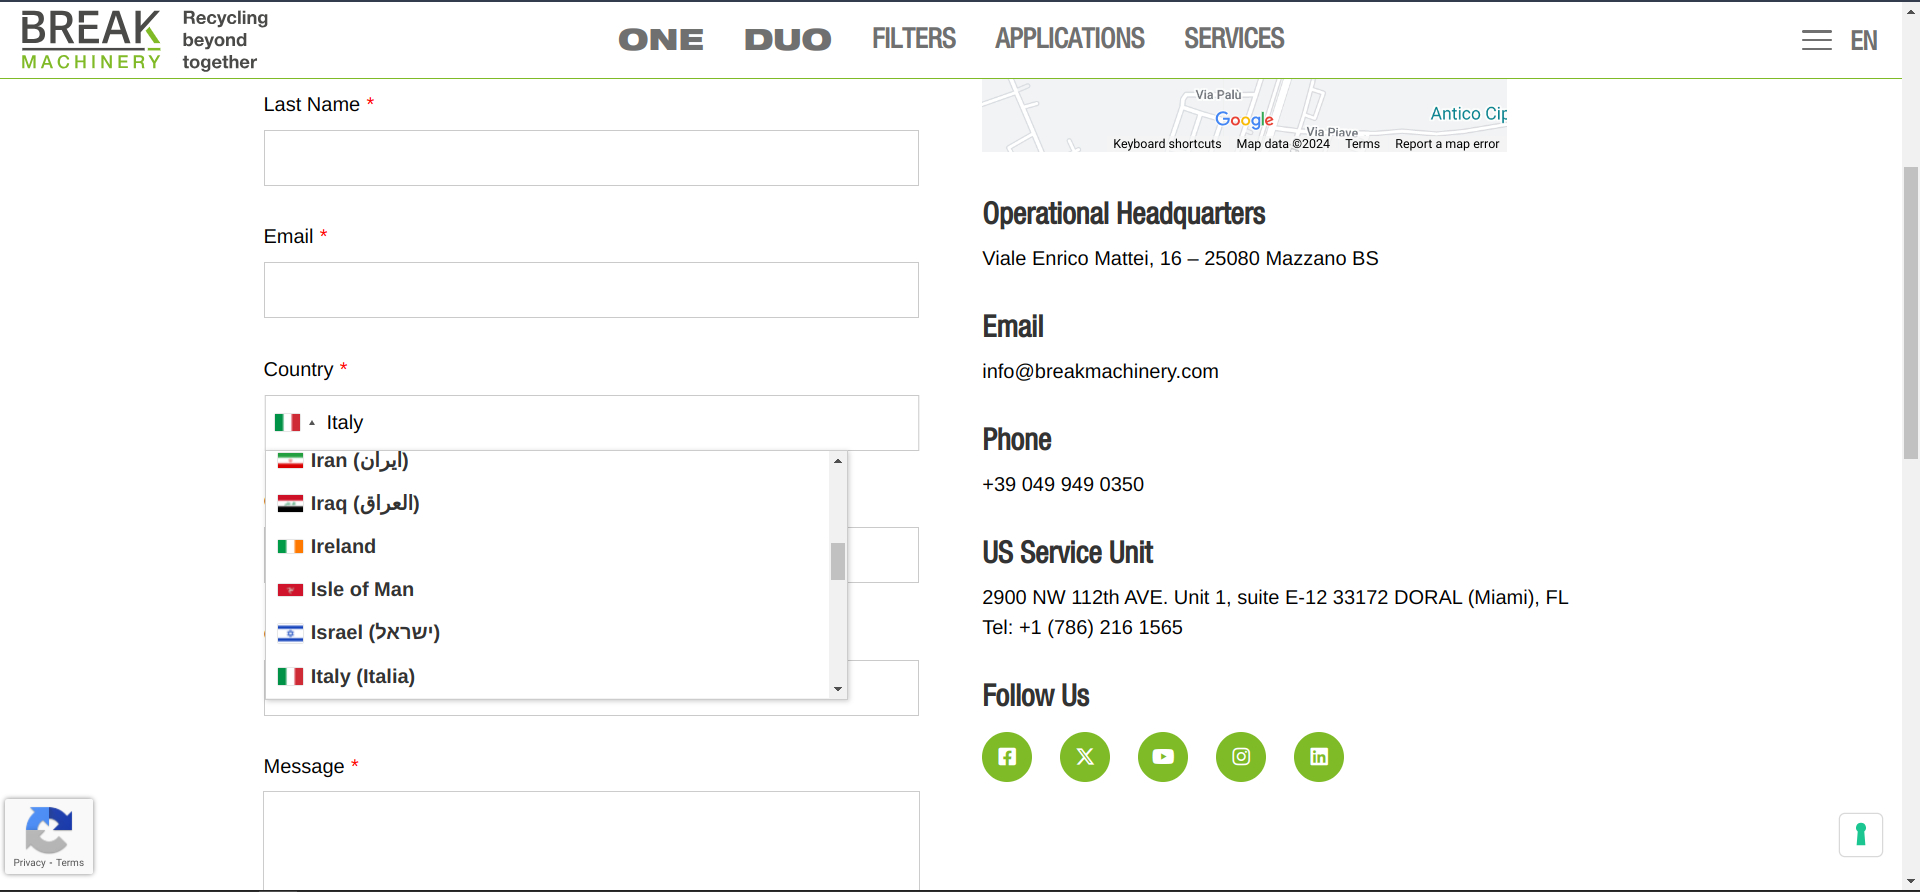 BREAK
MACHINERY
Recycling
beyond
together
ONE
DUO
FILTERS
APPLICATIONS
SERVICES
EN
Last Name *
Email *
Country *
Italy
Iran (ایران)
Iraq (العراق)
Ireland
Isle of Man
Israel (ישראל)
Italy (Italia)
Message *
Via Palù
Google
Antico Cip
Via Piave
Keyboard shortcuts
Map data ©2024
Terms
Report a map error
Operational Headquarters
Viale Enrico Mattei, 16 – 25080 Mazzano BS
Email
info@breakmachinery.com
Phone
+39 049 949 0350
US Service Unit
2900 NW 112th AVE. Unit 1, suite E-12 33172 DORAL (Miami), FL
Tel: +1 (786) 216 1565
Follow Us
Privacy - Terms